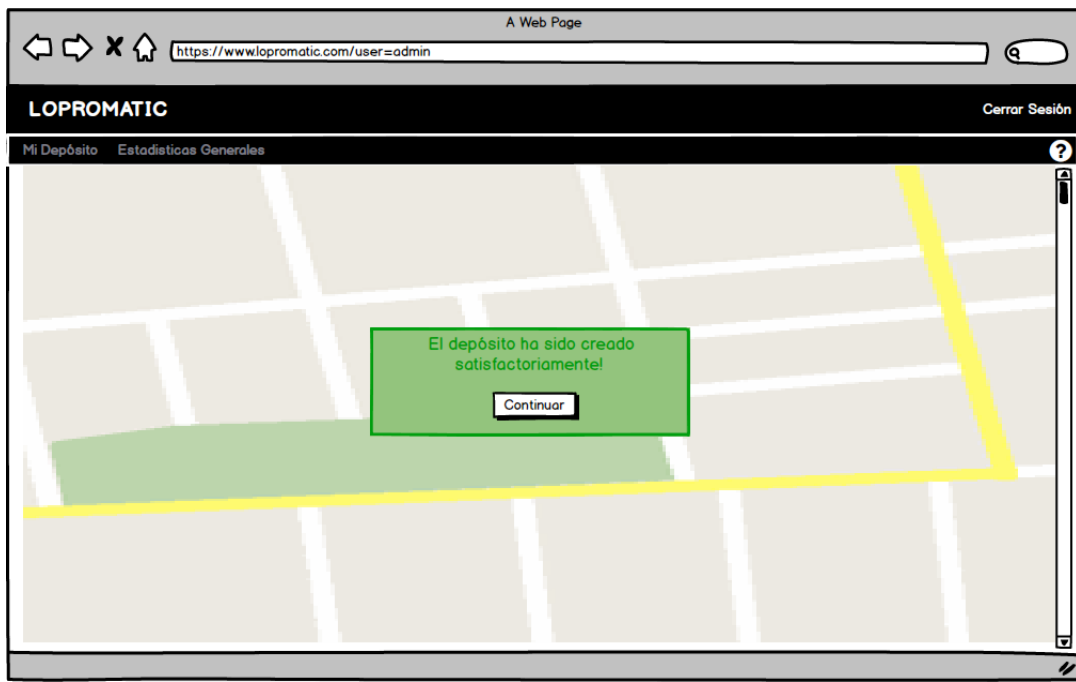 A Web Page
https://www.lopromatic.com/user=admin
LOPROMATIC
Cerrar Sesión
Mi Depósito Estadisticas Generales
?
El depósito ha sido creado
satisfactoriamente!
Continuar